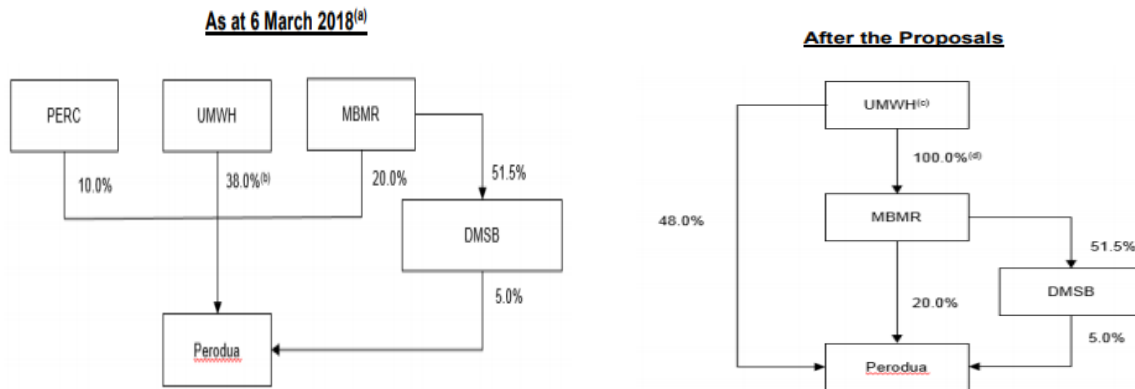 As at 6 March 2018(a)
PERC
UMWH
MBMR
10.0%
38.0%(b)
20.0%
51.5%
DMSB
5.0%
Perodua
After the Proposals
UMWH(c)
100.0%(d)
48.0%
MBMR
51.5%
20.0%
DMSB
5.0%
Perodua